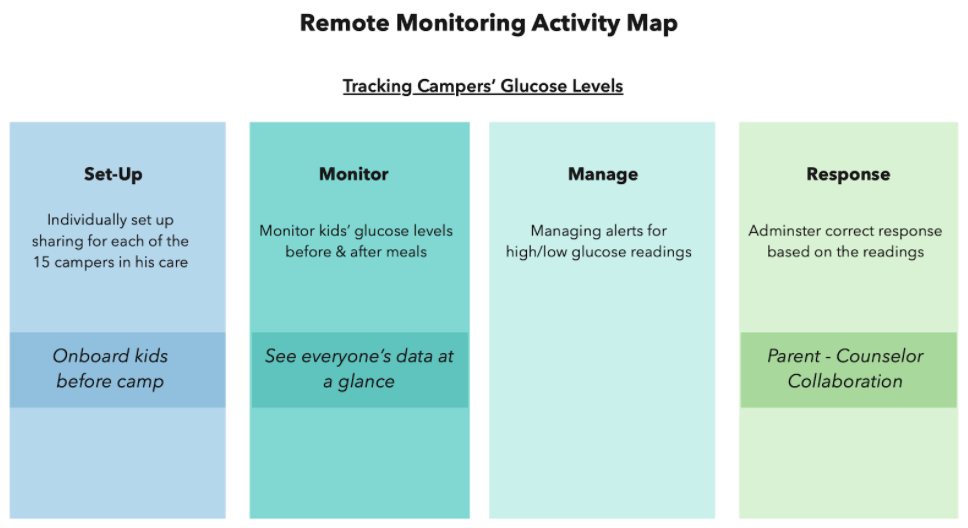 Remote Monitoring Activity Map
Tracking Campers’ Glucose Levels
Set-Up
Individually set up
sharing for each of the
15 campers in his care
Onboard kids
before camp
Monitor
Monitor kids’ glucose levels
before & after meals
See everyone’s data at
a glance
Manage
Managing alerts for
high/low glucose readings
Response
Adminster correct response
based on the readings
Parent - Counselor
Collaboration